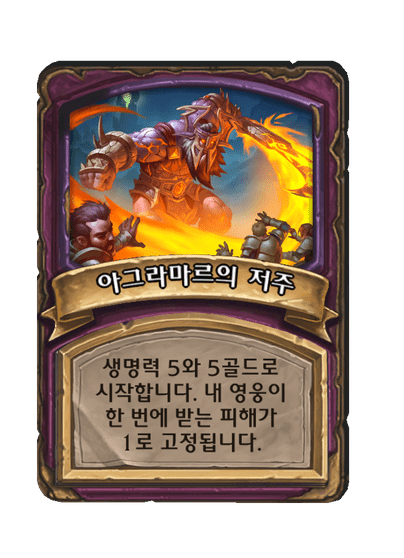 아그라마르의 저주
생명력 5와 5골드로
시작합니다. 내 영웅이
한 번에 받는 피해가
1로 고정됩니다.